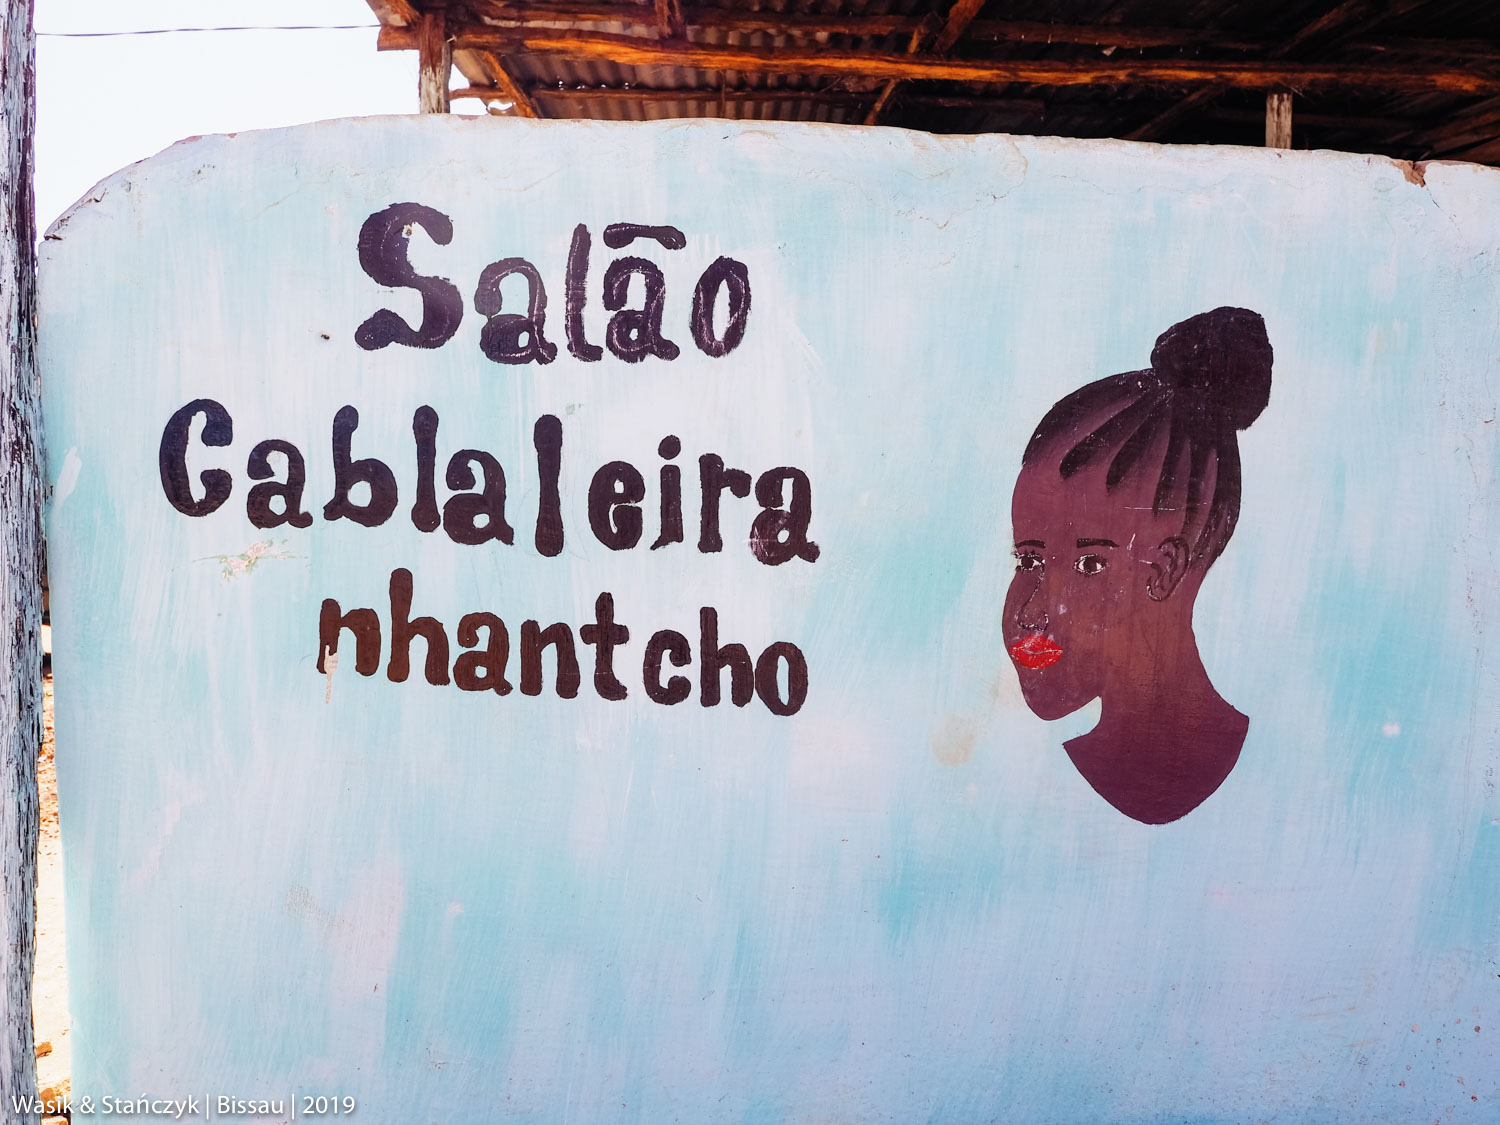 Salão
Cablaleira
nhantcho
Wasik & Stańczyk | Bissau | 2019